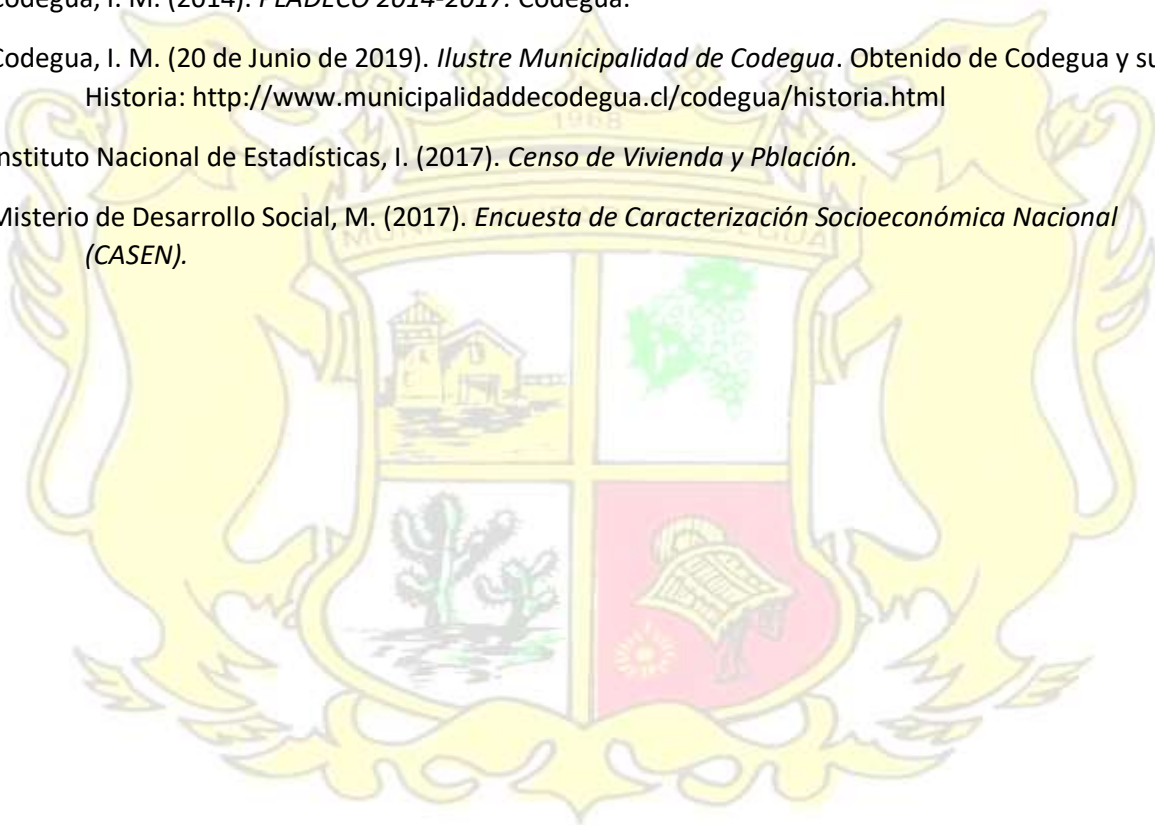 Codegua, I. M. (2014). PLADECO 2014-2017. Codegua.
Codegua, I. M. (20 de Junio de 2019). Ilustre Municipalidad de Codegua. Obtenido de Codegua y su
Historia: http://www.municipalidaddecodegua.cl/codegua/historia.html
1968
Instituto Nacional de Estadísticas, I. (2017). Censo de Vivienda y Pblación.
Misterio de Desarrollo Social, M. (2017). Encuesta de Caracterización Socioeconómica Nacional
(CASEN).